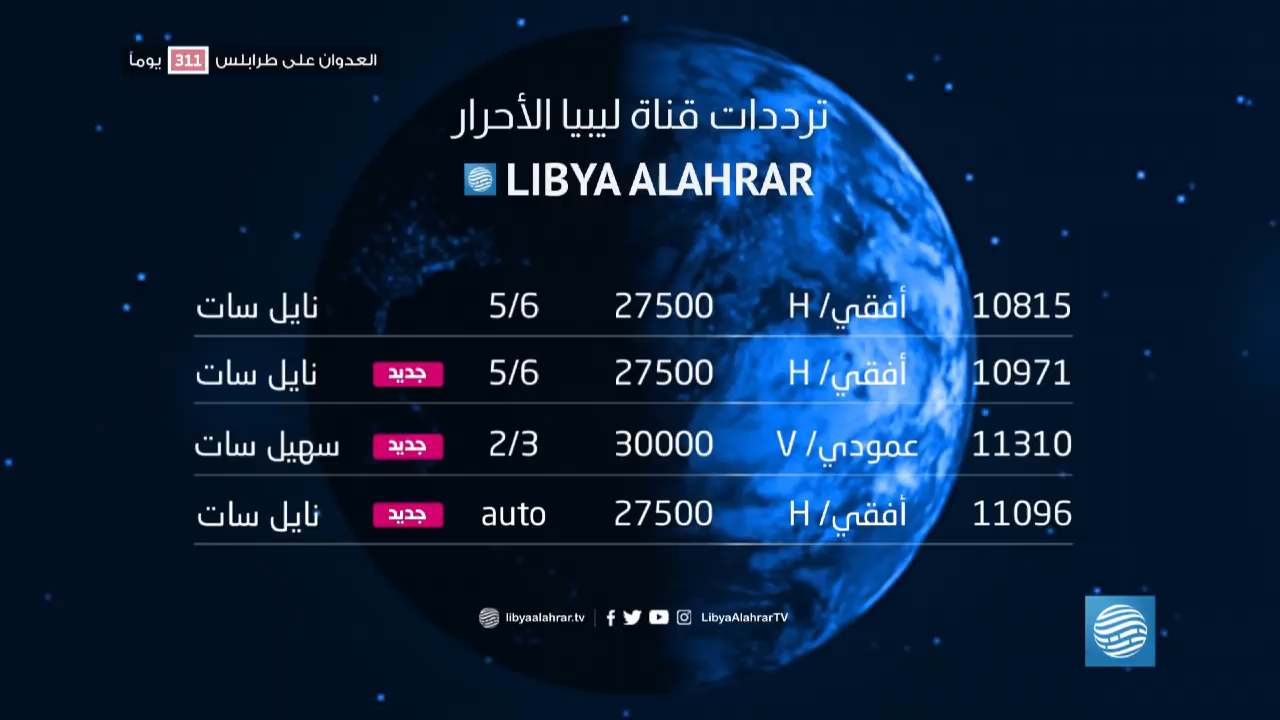 العدوان على طرابلس 311 يوماً
ترددات قناة ليبيا الأحرار
LIBYA ALAHRAR
10815 أفقي/ H 27500 5/6 نايل سات
10971 أفقي/ H 27500 5/6 جديد نايل سات
11310 عمودي/ V 30000 2/3 جديد سهيل سات
11096 أفقي/ H 27500 auto جديد نايل سات
libyaalahrar.tv LibyaAlahrarTV